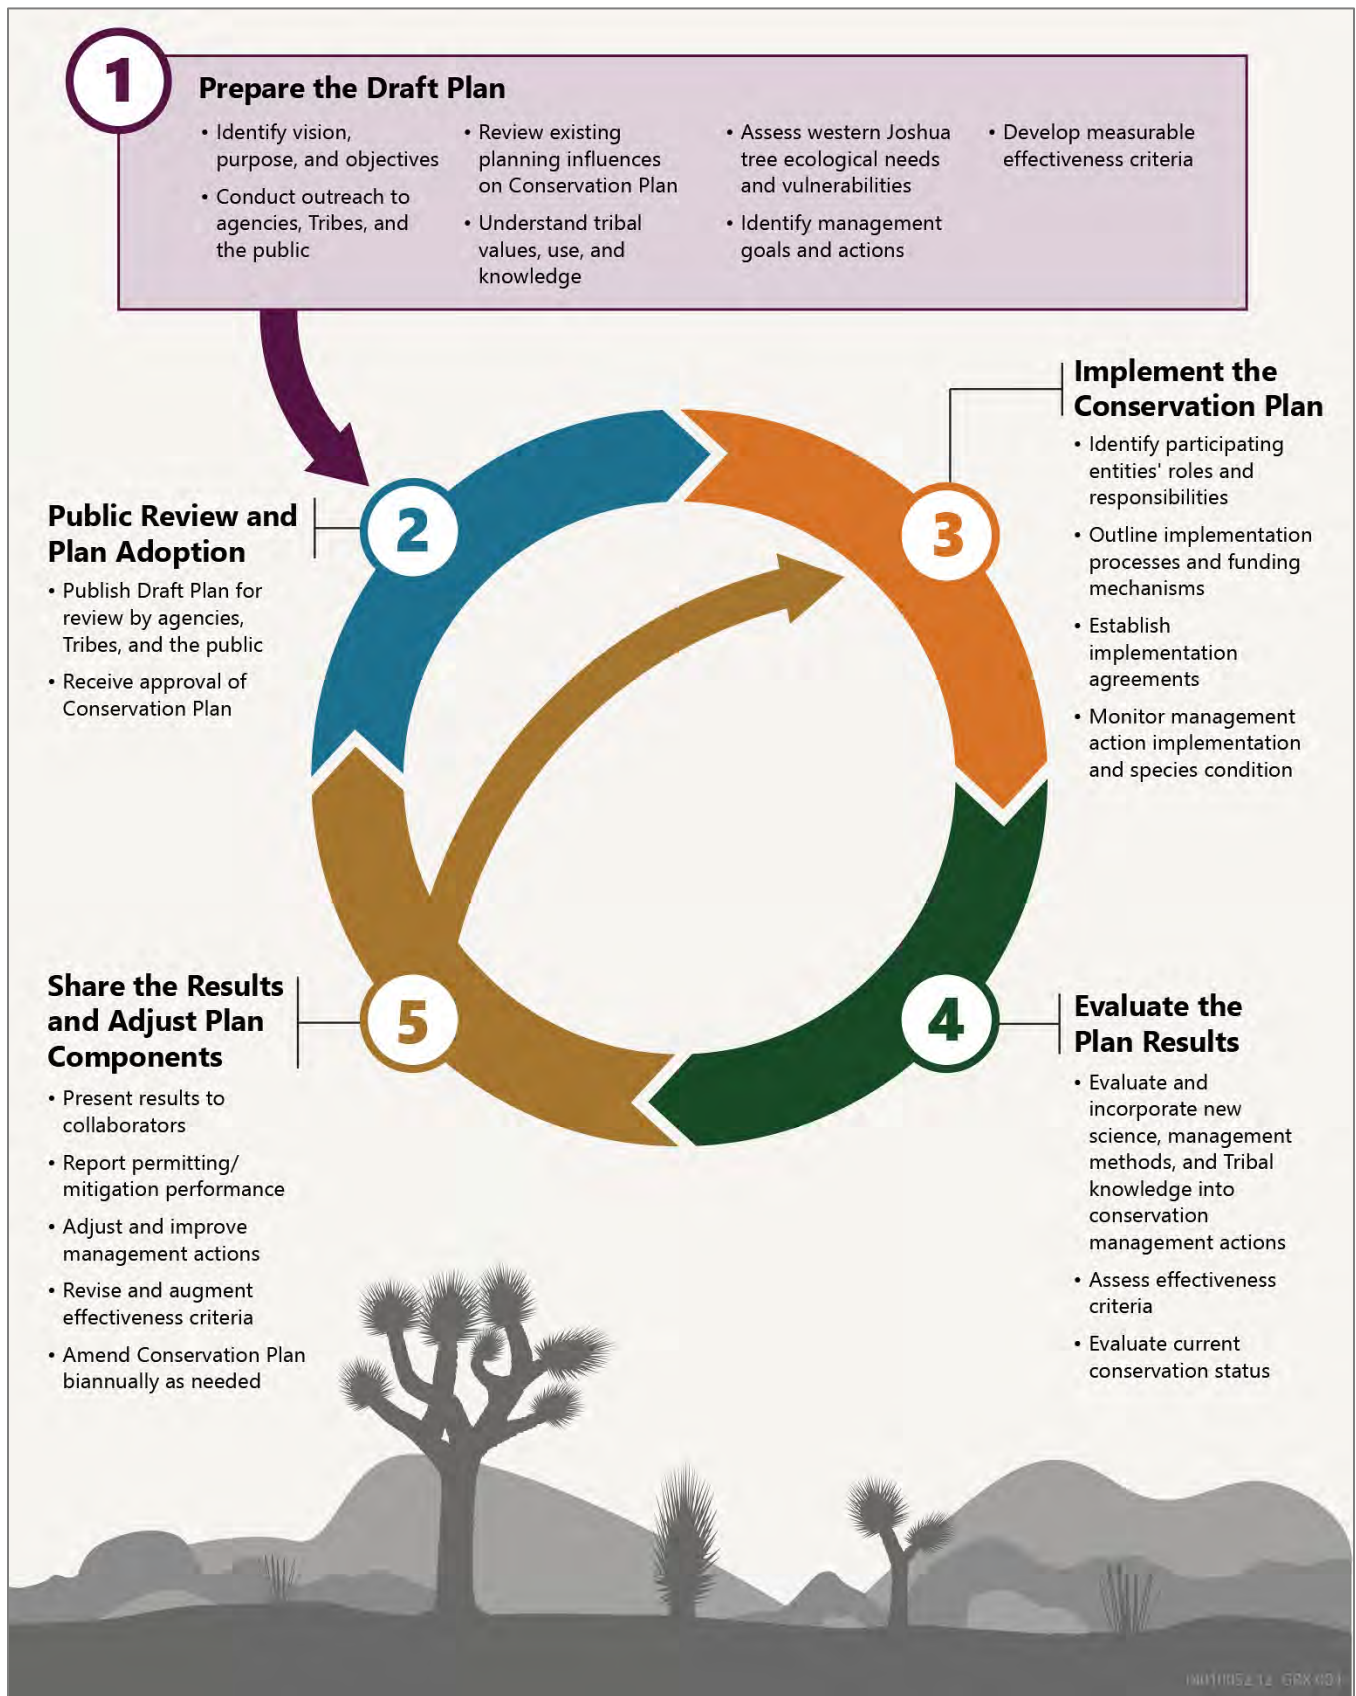 1
Prepare the Draft Plan
• Identify vision,
purpose, and objectives
• Conduct outreach to
agencies, Tribes, and
the public
• Review existing
planning influences
on Conservation Plan
• Understand tribal
values, use, and
knowledge
• Assess western Joshua
tree ecological needs
and vulnerabilities
• Identify management
goals and actions
• Develop measurable
effectiveness criteria
2
Public Review and
Plan Adoption
• Publish Draft Plan for
review by agencies,
Tribes, and the public
• Receive approval of
Conservation Plan
3
Implement the
Conservation Plan
• Identify participating
entities' roles and
responsibilities
• Outline implementation
processes and funding
mechanisms
• Establish
implementation
agreements
• Monitor management
action implementation
and species condition
4
Evaluate the
Plan Results
• Evaluate and
incorporate new
science, management
methods, and Tribal
knowledge into
conservation
management actions
• Assess effectiveness
criteria
• Evaluate current
conservation status
5
Share the Results
and Adjust Plan
Components
• Present results to
collaborators
• Report permitting/
mitigation performance
• Adjust and improve
management actions
• Revise and augment
effectiveness criteria
• Amend Conservation Plan
biannually as needed